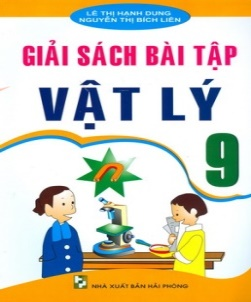 LÊ THỊ HẠNH DUNG
NGUYỄN THỊ BÍCH LIÊN
GIẢI SÁCH BÀI TẬP
VẬT LÝ
9
NHÀ XUẤT BẢN HẢI PHÒNG